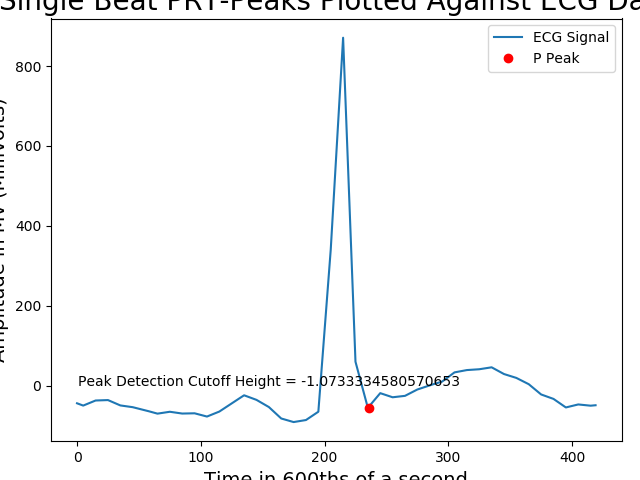 Single Beat PRT-Peaks Plotted Against ECG Da
ECG Signal
P Peak
Amplitude in MV (MilliVolts)
800
600
400
200
0
Peak Detection Cutoff Height = -1.07333334580570653
0
100
200
300
400
Time in 600ths of a second